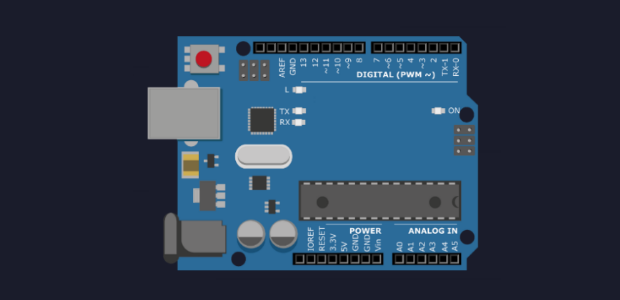 AREF
GND
13
12
~11
~10
~9
8
7
~6
~5
4
~3
2
TX-1
RX-0
DIGITAL (PWM ~)
L
TX
RX
ON
POWER
ANALOG IN
IOREF
RESET
3.3V
5V
GND
GND
Vin
A0
A1
A2
A3
A4
A5